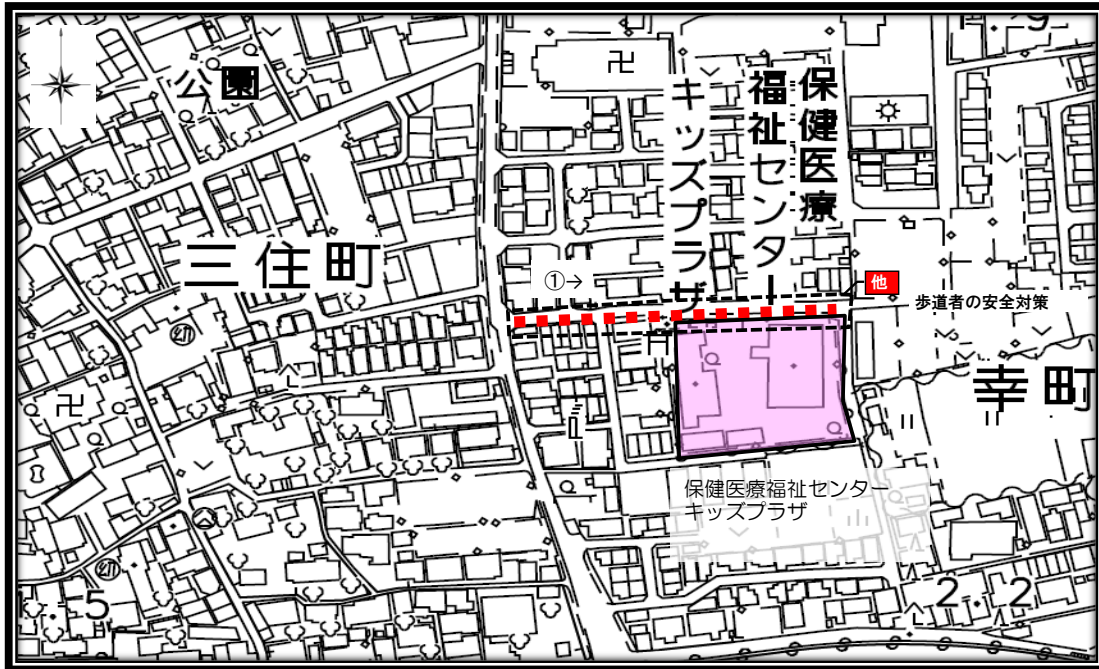 公園
三住町
キッズプラザ
福祉センター
保健医療
①→
他
歩道者の安全対策
幸町
保健医療福祉センター
キッズプラザ
2.2